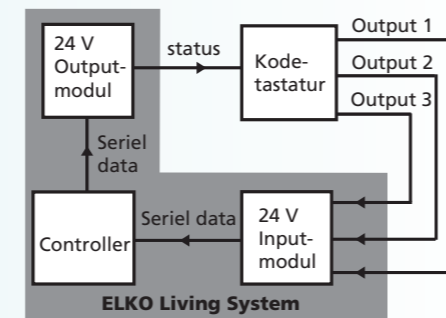 24 V
Output-
modul
status
Kode-
tastatur
Output 1
Output 2
Output 3
Seriel
data
Controller
Seriel data
24 V
Input-
modul
ELKO Living System